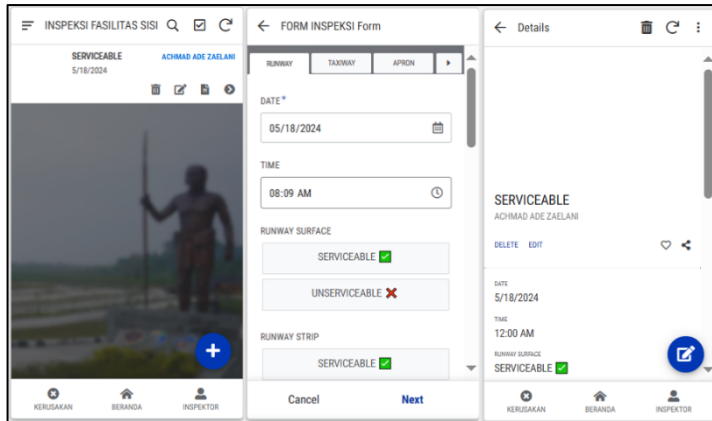 INSPEKSI FASILITAS SISI
SERVICEABLE
ACHMAD ADE ZAELANI
5/18/2024
KERUSAKAN
BERANDA
INSPEKTOR
FORM INSPEKSI Form
RUNWAY
TAXIWAY
APRON
DATE*
05/18/2024
TIME
08:09 AM
RUNWAY SURFACE
SERVICEABLE ✅
UNSERVICEABLE ❌
RUNWAY STRIP
SERVICEABLE ✅
Cancel
Next
Details
SERVICEABLE
ACHMAD ADE ZAELANI
DELETE
EDIT
DATE
5/18/2024
TIME
12:00 AM
RUNWAY SURFACE
SERVICEABLE ✅
KERUSAKAN
BERANDA
INSPEKTOR